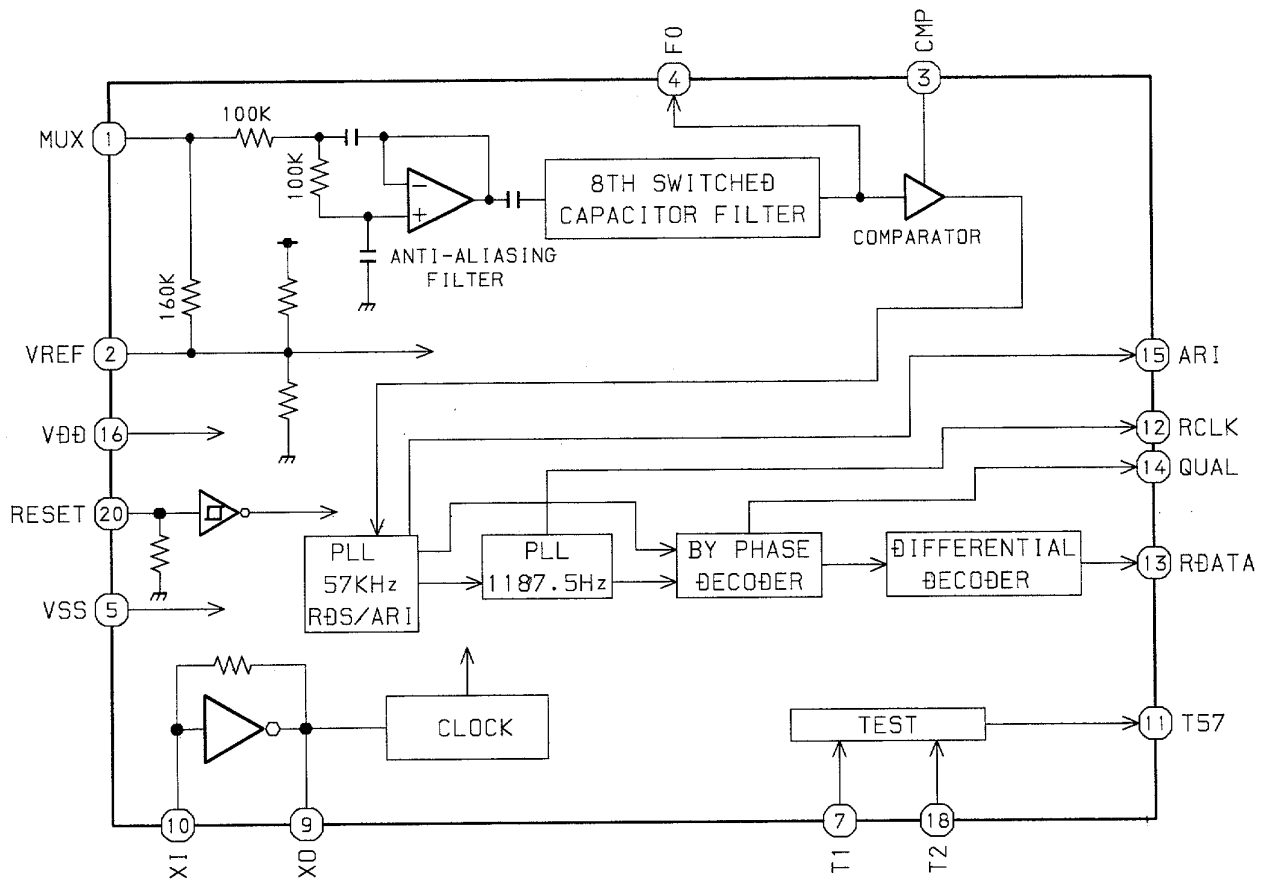 FO
4
CMP
3
MUX
1
100K
100K
8TH SWITCHED
CAPACITOR FILTER
COMPARATOR
ANTI-ALIASING
FILTER
160K
VREF
2
15
ARI
VDD
16
12
RCLK
14
QUAL
RESET
20
PLL
57KHz
RDS/ARI
PLL
1187.5Hz
BY PHASE
DECODER
DIFFERENTIAL
DECODER
13
RDATA
VSS
5
CLOCK
TEST
11
T57
10
XI
9
XO
7
T1
18
T2